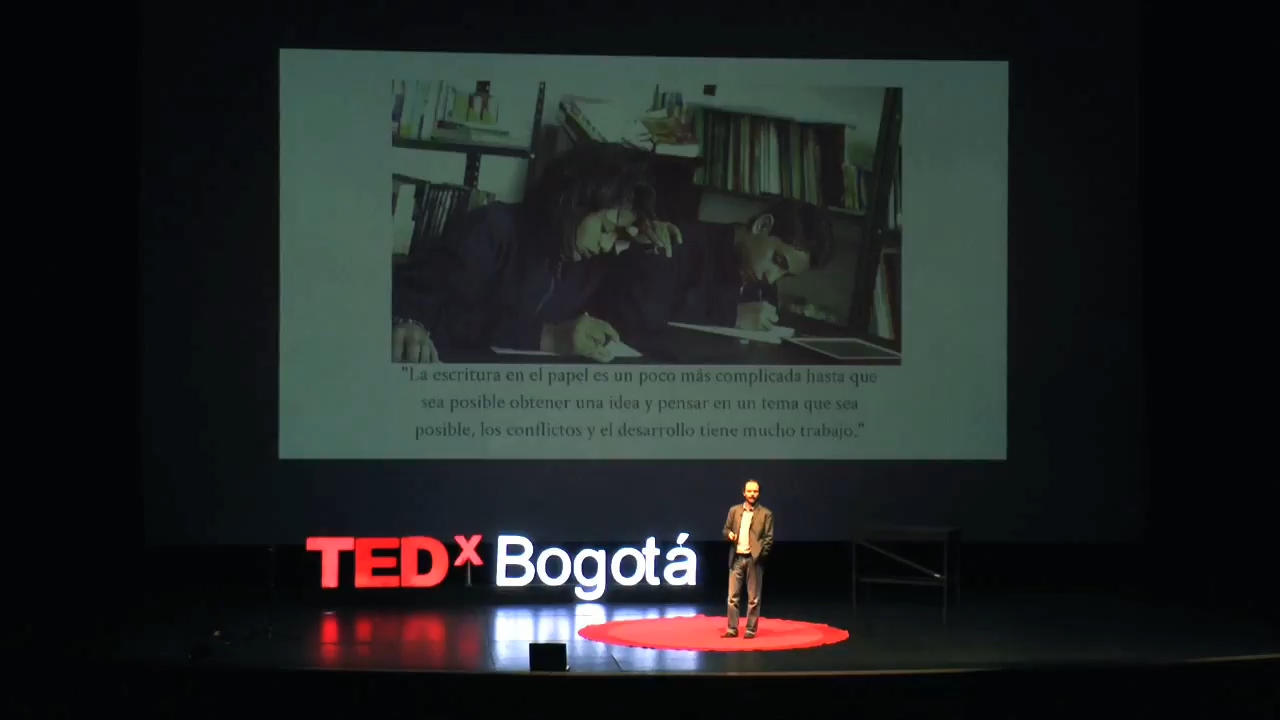 "La escritura en el papel es un poco más complicada hasta que
sea posible obtener una idea y pensar en un tema que sea
posible, los conflictos y el desarrollo tiene mucho trabajo."
TEDx Bogotá